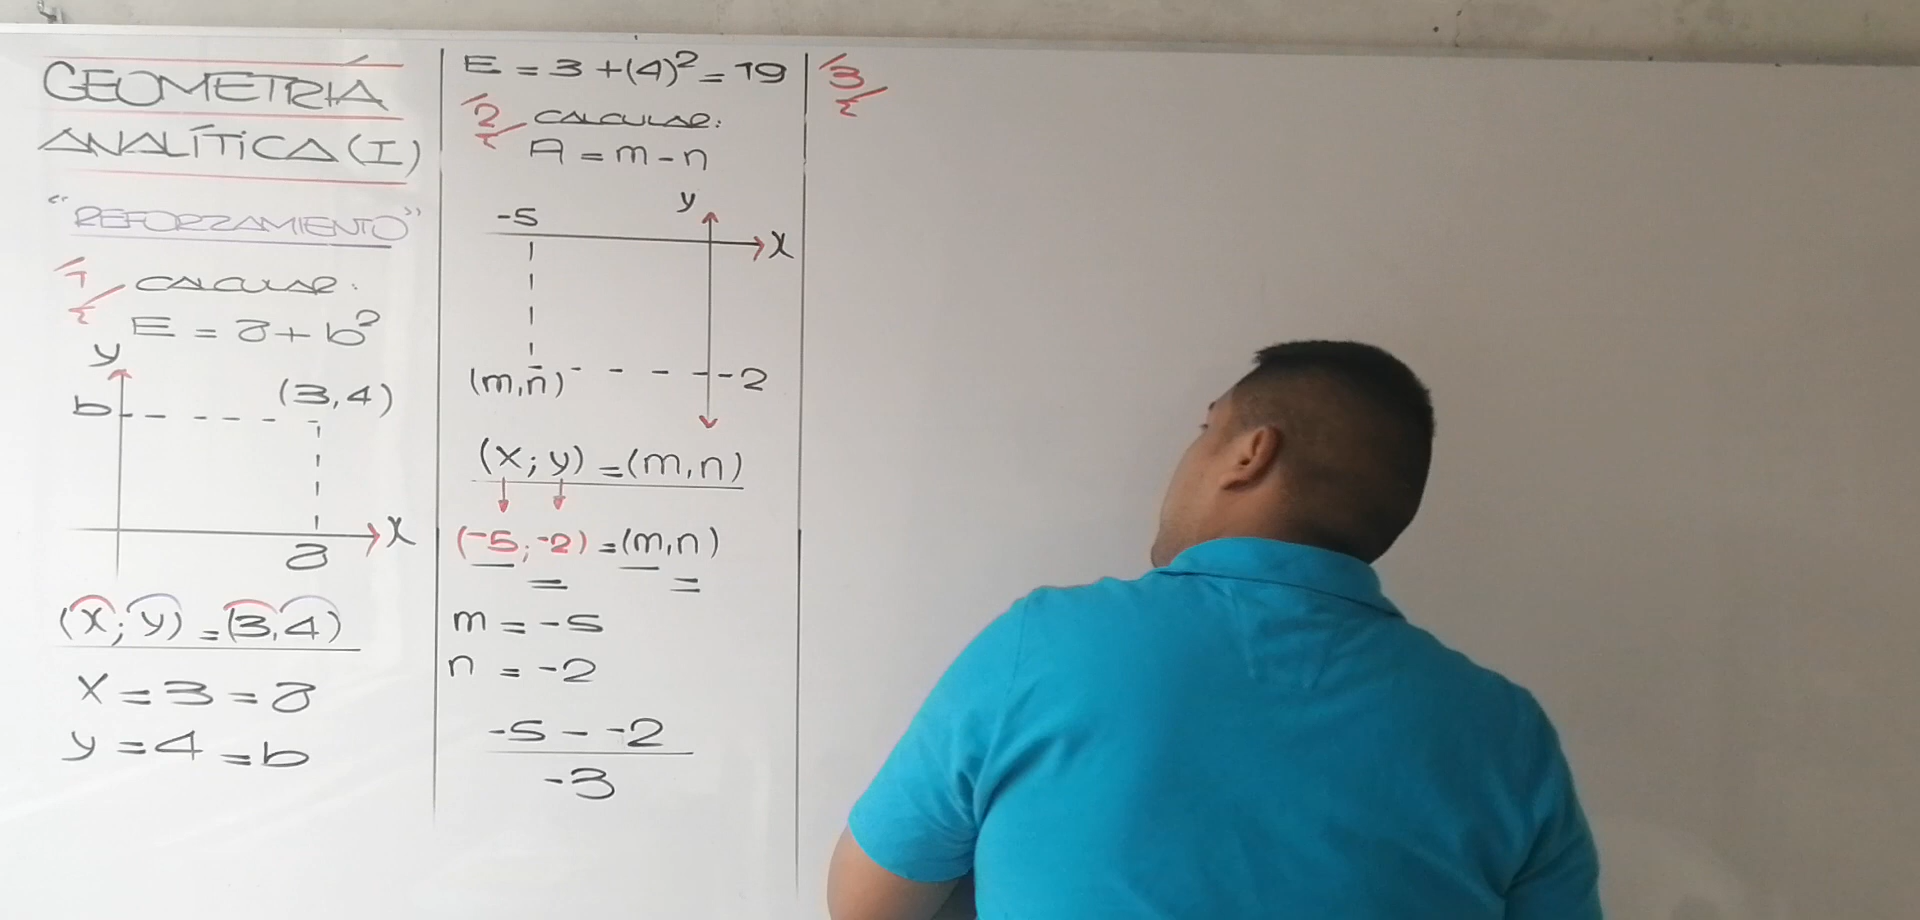 GEOMETRÍA
ANALÍTICA (I)
"REFORZAMIENTO"
1 CALCULAR:
E = a + b²
y
b
(3,4)
x
a
(x; y) = (3,4)
x = 3 = a
y = 4 = b
E = 3 + (4)² = 19
2 CALCULAR:
A = m - n
y
-5
x
(m,n)
-2
(x; y) = (m,n)
(-5; -2) = (m,n)
m = -5
n = -2
-5 - -2
-3
3